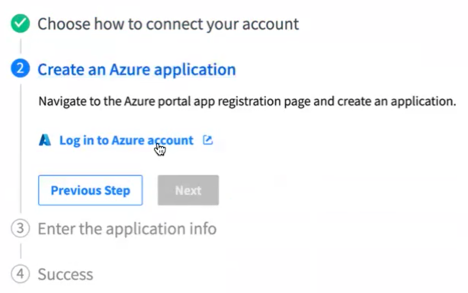 Choose how to connect your account
2 Create an Azure application
Navigate to the Azure portal app registration page and create an application.
Log in to Azure account
Previous Step Next
3 Enter the application info
4 Success